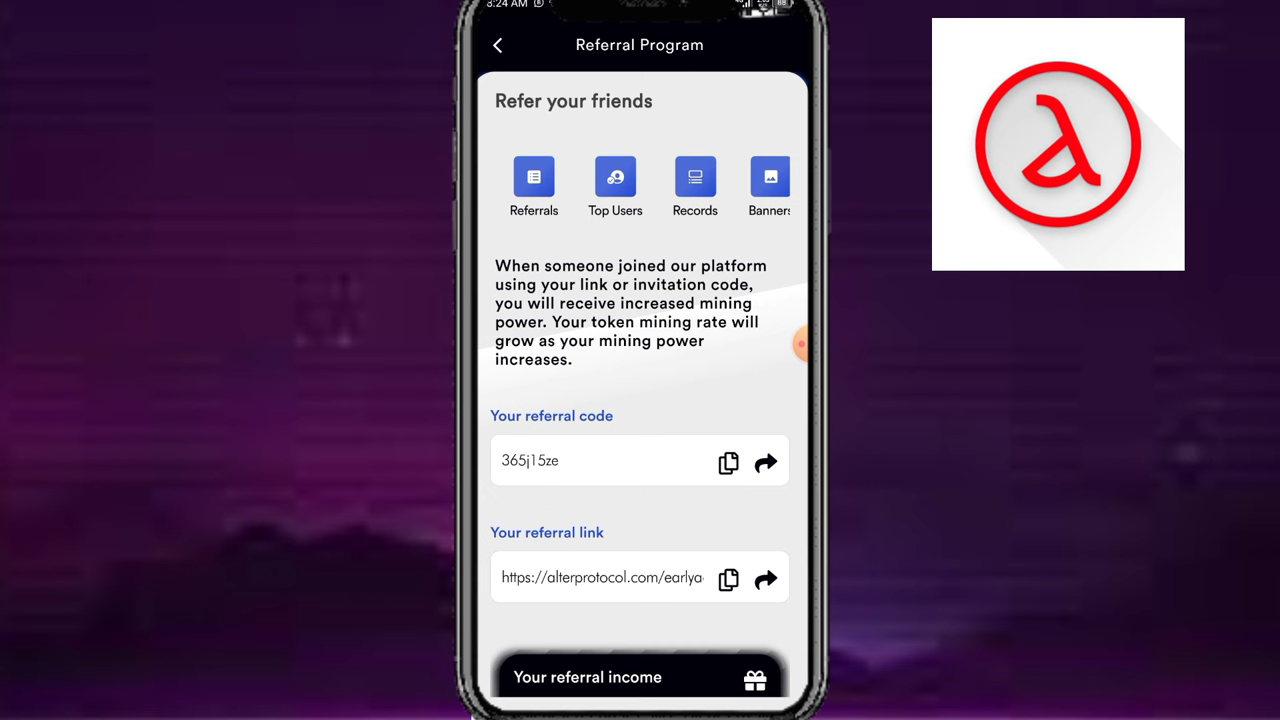 3:24 AM
88
Referral Program
Refer your friends
Referrals
Top Users
Records
Banners
When someone joined our platform
using your link or invitation code,
you will receive increased mining
power. Your token mining rate will
grow as your mining power
increases.
Your referral code
365j15ze
Your referral link
https://alterprotocol.com/earlya
Your referral income